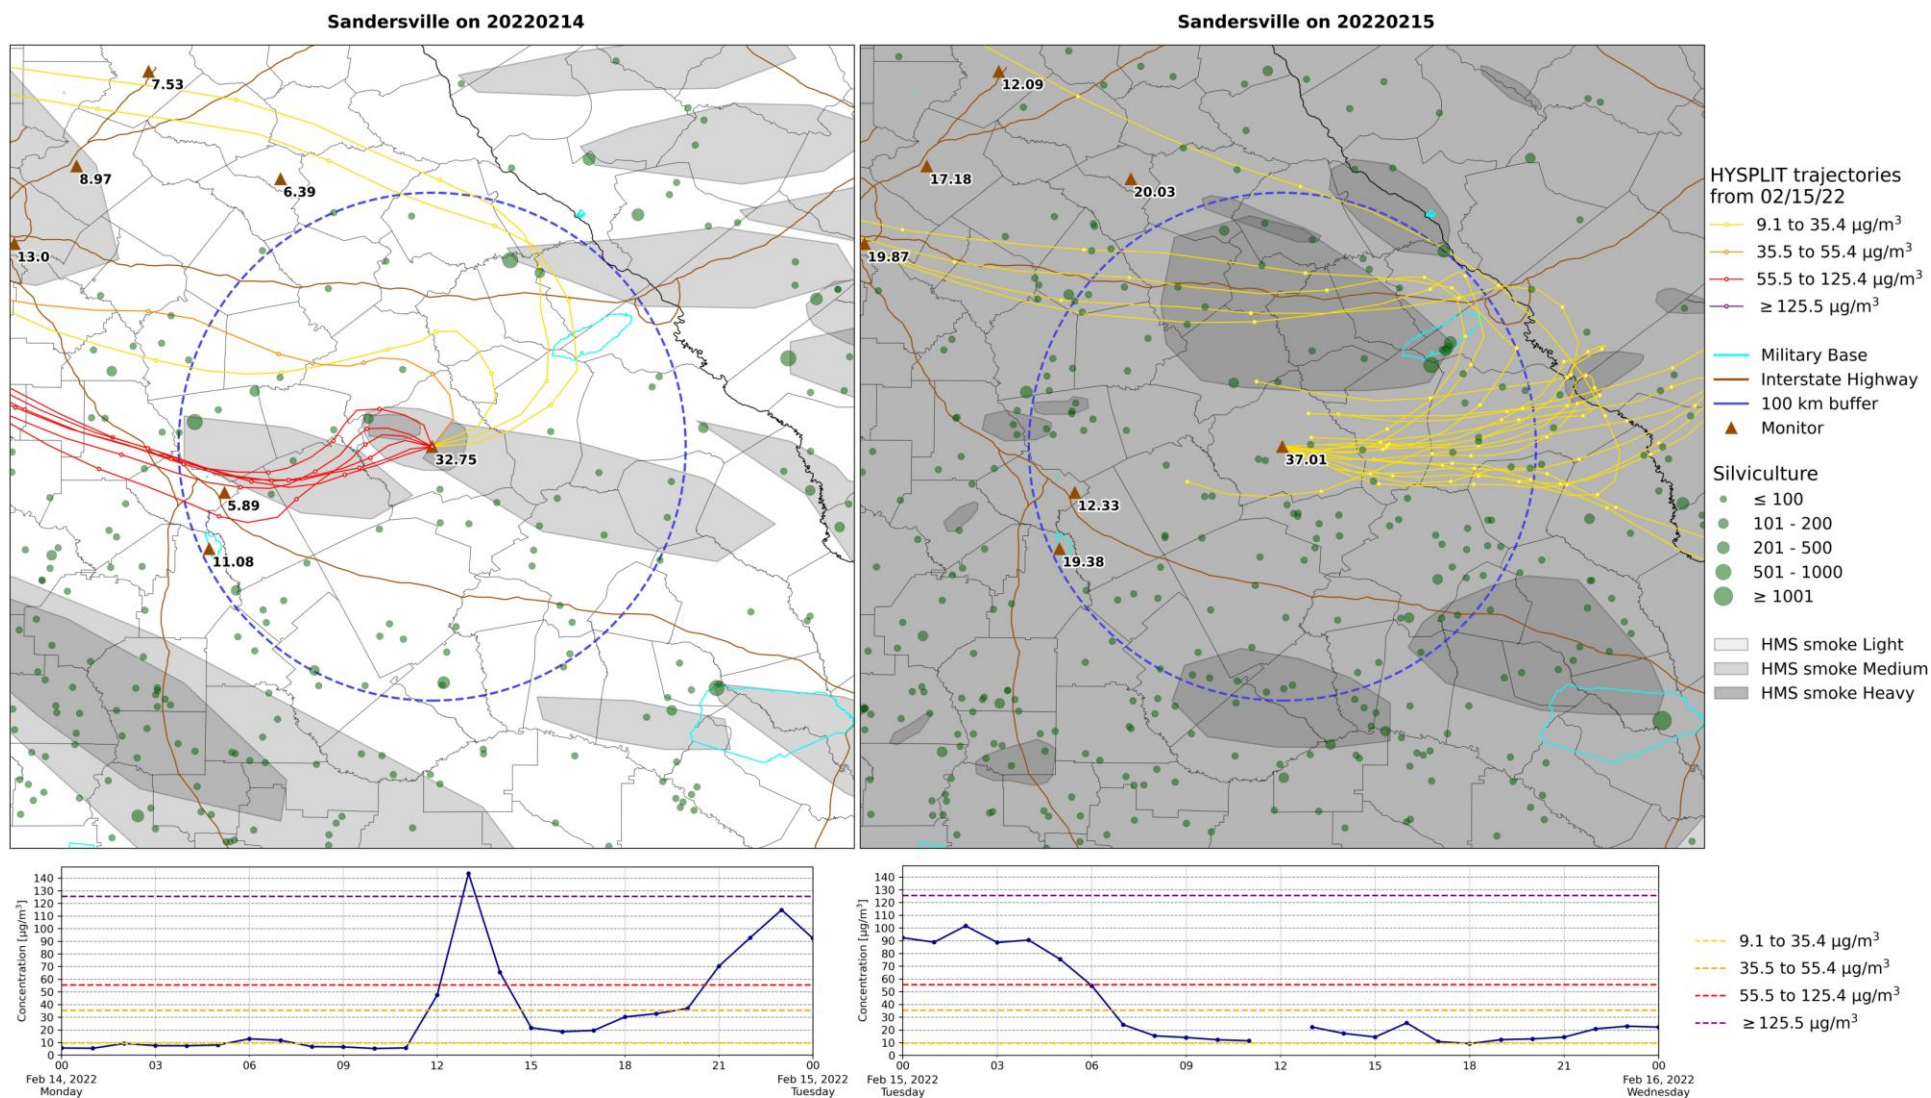 Sandersville on 20220214
Sandersville on 20220215
7.53
8.97
6.39
13.0
32.75
5.89
11.08
12.09
17.18
20.03
19.87
37.01
12.33
19.38
HYSPLIT trajectories
from 02/15/22
9.1 to 35.4 µg/m³
35.5 to 55.4 µg/m³
55.5 to 125.4 µg/m³
≥ 125.5 µg/m³
Military Base
Interstate Highway
100 km buffer
Monitor
Silviculture
≤ 100
101 - 200
201 - 500
501 - 1000
≥ 1001
HMS smoke Light
HMS smoke Medium
HMS smoke Heavy
Concentration [µg/m³]
140
130
120
110
100
90
80
70
60
50
40
30
20
10
0
00 03 06 09 12 15 18 21 00
Feb 14, 2022
Monday
Feb 15, 2022
Tuesday
Concentration [µg/m³]
140
130
120
110
100
90
80
70
60
50
40
30
20
10
0
00 03 06 09 12 15 18 21 00
Feb 15, 2022
Tuesday
Feb 16, 2022
Wednesday
9.1 to 35.4 µg/m³
35.5 to 55.4 µg/m³
55.5 to 125.4 µg/m³
≥ 125.5 µg/m³